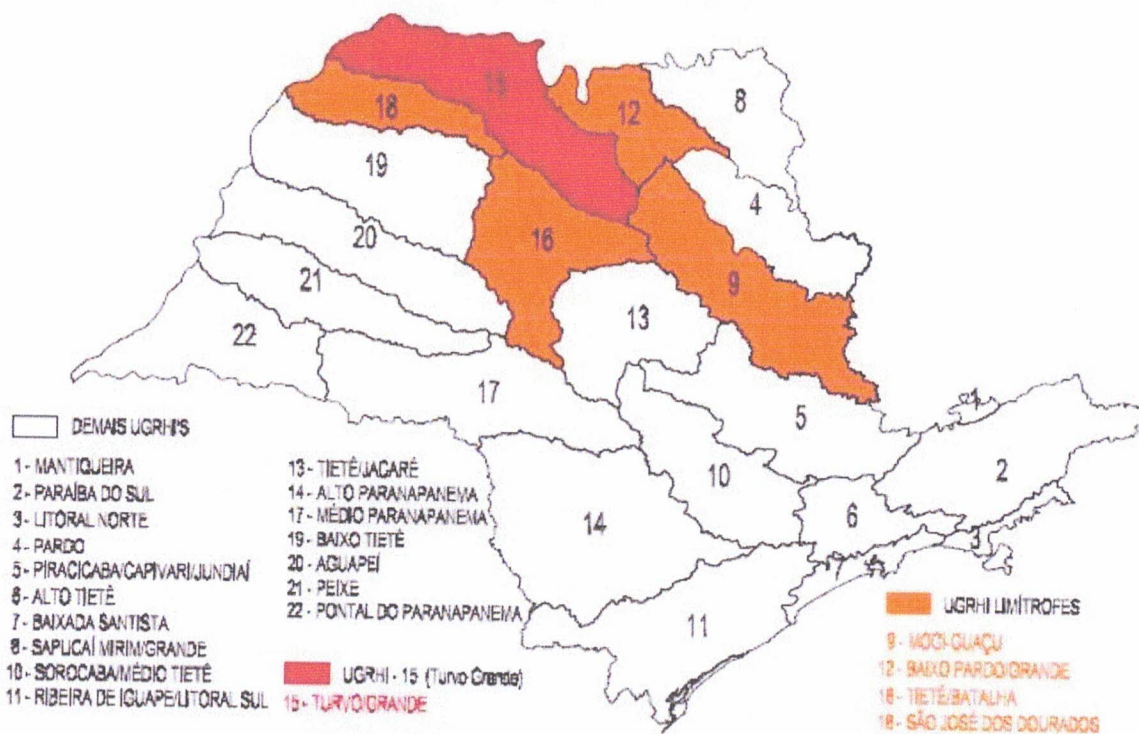 15
18
12
8
19
4
16
20
9
21
13
22
17
5
1
10
2
6
14
3
7
11
DEMAIS UGRHI'S
1 - MANTIQUEIRA
2 - PARAÍBA DO SUL
3 - LITORAL NORTE
4 - PARDO
5 - PIRACICABA/CAPIVARI/JUNDIAÍ
6 - ALTO TIETÊ
7 - BAIXADA SANTISTA
8 - SAPUCAÍ MIRIM/GRANDE
10 - SOROCABA/MÉDIO TIETÊ
11 - RIBEIRA DE IGUAPE/LITORAL SUL
13 - TIETÊ/JACARÉ
14 - ALTO PARANAPANEMA
17 - MÉDIO PARANAPANEMA
19 - BAIXO TIETÊ
20 - AGUAPEÍ
21 - PEIXE
22 - PONTAL DO PARANAPANEMA
UGRHI - 15 (Turvo Grande)
15 - TURVO/GRANDE
UGRHI LIMÍTROFES
9 - MOGI-GUAÇU
12 - BAIXO PARDO/GRANDE
16 - TIETÊ/BATALHA
18 - SÃO JOSÉ DOS DOURADOS